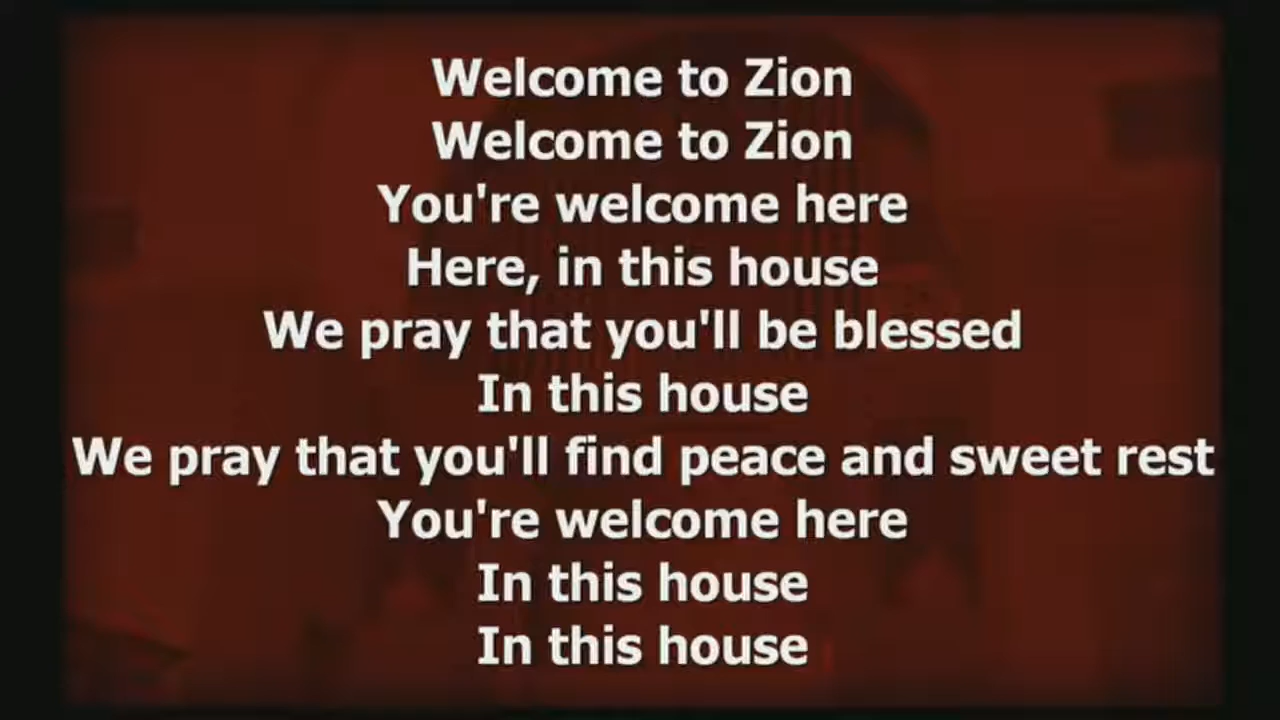 Welcome to Zion
Welcome to Zion
You're welcome here
Here, in this house
We pray that you'll be blessed
In this house
We pray that you'll find peace and sweet rest
You're welcome here
In this house
In this house